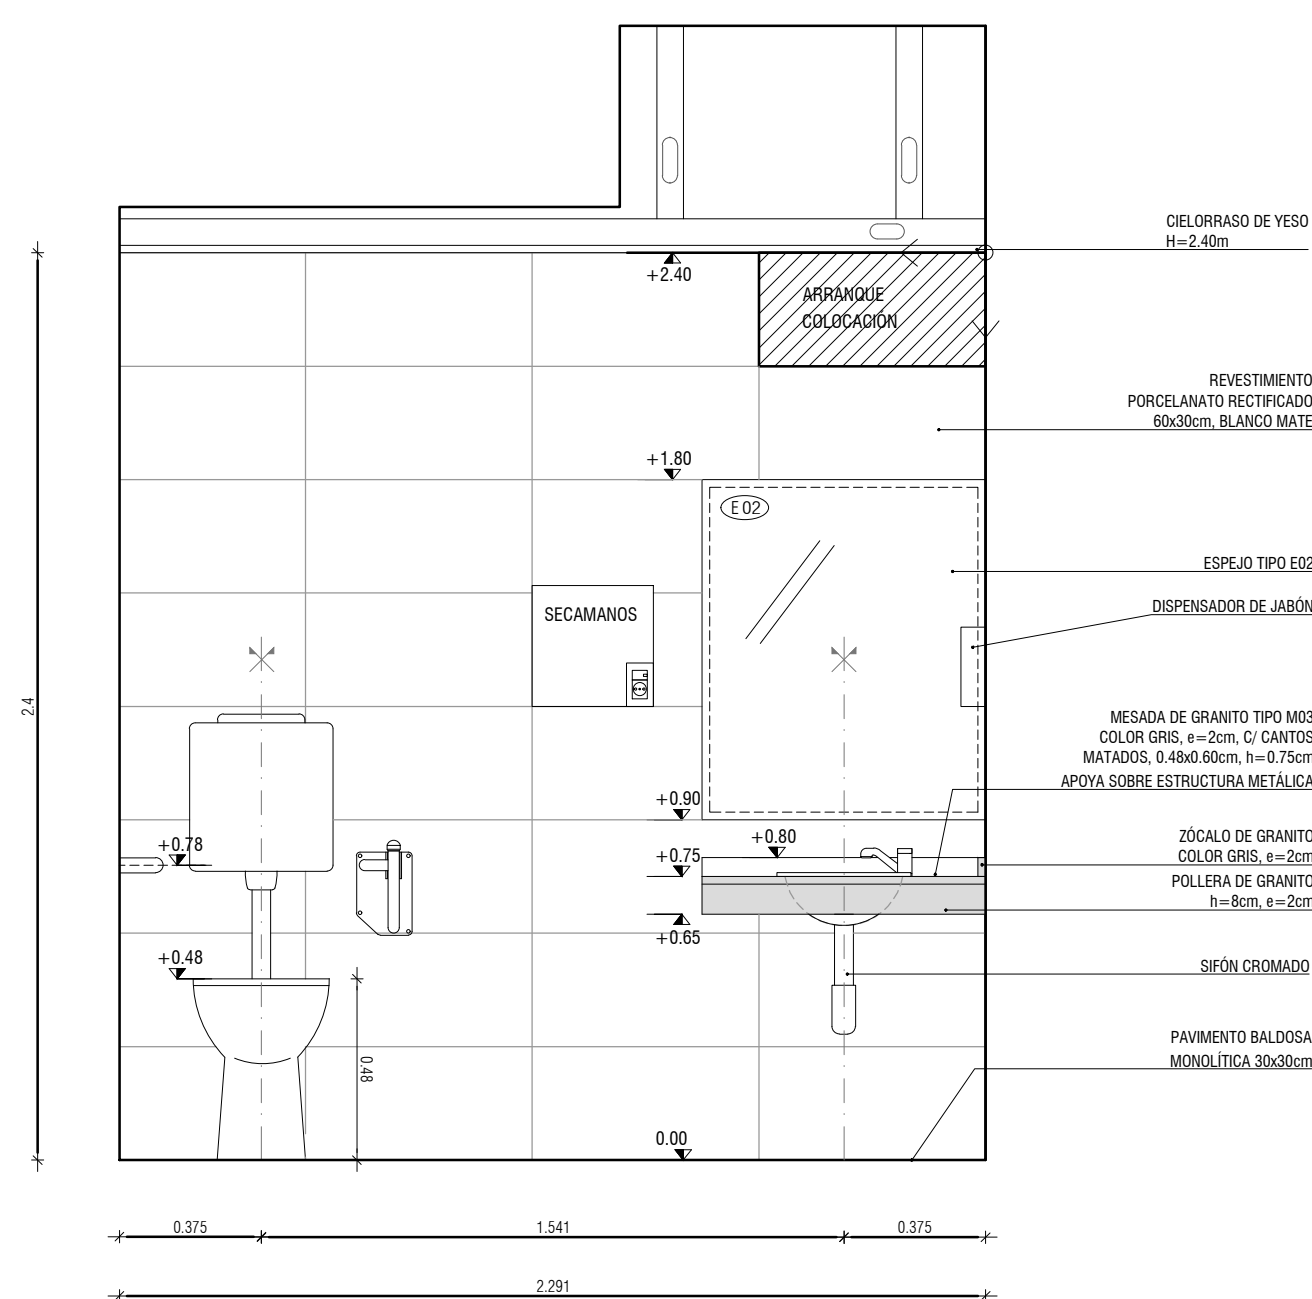 CIELORRASO DE YESO
H=2.40m
+2.40
ARRANQUE
COLOCACIÓN
REVESTIMIENTO
PORCELANATO RECTIFICADO
60x30cm, BLANCO MATE
+1.80
E 02
ESPEJO TIPO E02
SECAMANOS
DISPENSADOR DE JABÓN
2.4
MESADA DE GRANITO TIPO M03
COLOR GRIS, e=2cm, C/ CANTOS
MATADOS, 0.48x0.60cm, h=0.75cm
APOYA SOBRE ESTRUCTURA METÁLICA
+0.90
+0.78
+0.80
+0.75
ZÓCALO DE GRANITO
COLOR GRIS, e=2cm
POLLERA DE GRANITO
h=8cm, e=2cm
+0.65
+0.48
SIFÓN CROMADO
0.48
PAVIMENTO BALDOSA
MONOLÍTICA 30x30cm
0.00
0.375
1.541
0.375
2.291